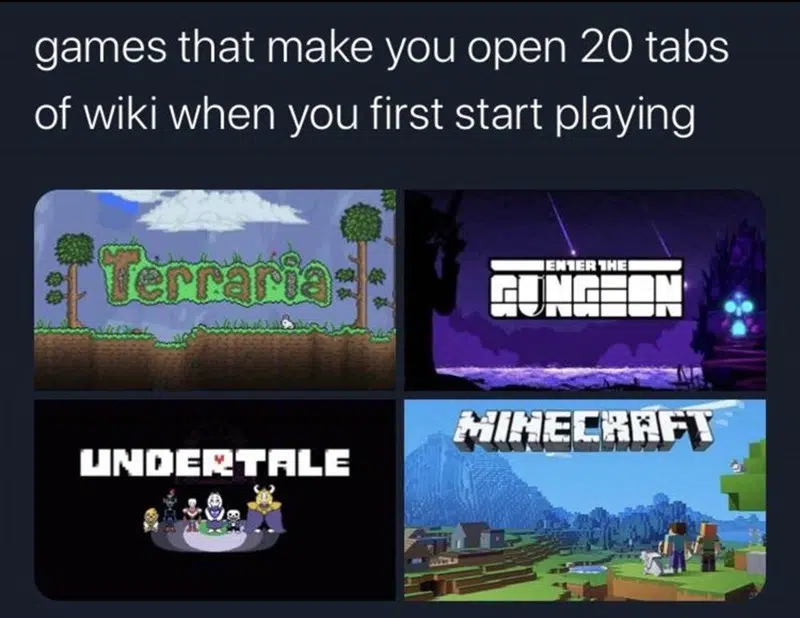 games that make you open 20 tabs
of wiki when you first start playing
Terraria
ENTER THE
GUNGEON
UNDERTALE
MINECRAFT